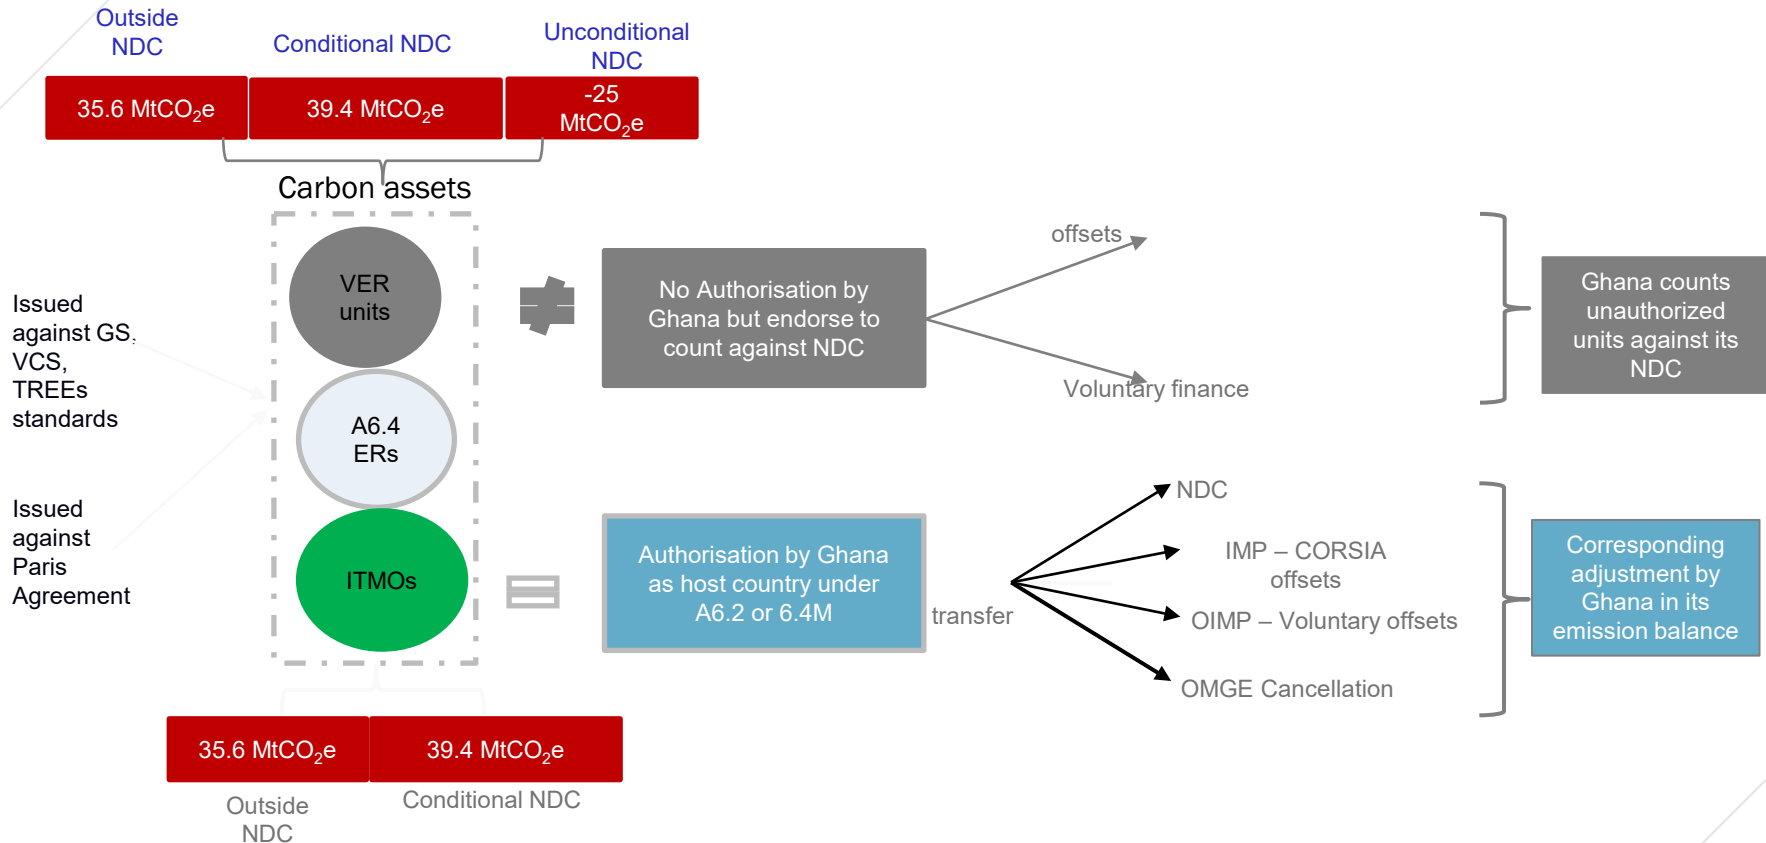 Outside
NDC
Conditional NDC
Unconditional
NDC
35.6 MtCO₂e
39.4 MtCO₂e
-25
MtCO₂e
Carbon assets
VER
units
A6.4
ERs
ITMOs
Issued
against GS,
VCS,
TREEs
standards
Issued
against
Paris
Agreement
No Authorisation by
Ghana but endorse to
count against NDC
offsets
Voluntary finance
Ghana counts
unauthorized
units against its
NDC
Authorisation by Ghana
as host country under
A6.2 or 6.4M
transfer
NDC
IMP – CORSIA
offsets
OIMP – Voluntary offsets
OMGE Cancellation
Corresponding
adjustment by
Ghana in its
emission balance
35.6 MtCO₂e
39.4 MtCO₂e
Outside
NDC
Conditional NDC